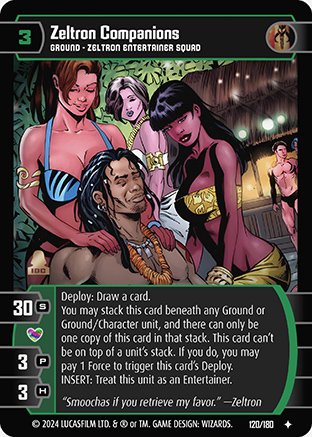 3
Zeltron Companions
GROUND - ZELTRON ENTERTAINER SQUAD
IDC
30 S
3 P
3 H
Deploy: Draw a card.
You may stack this card beneath any Ground or
Ground/Character unit, and there can only be
one copy of this card in that stack. This card can't
be on top of a unit's stack. If you do, you may
pay 1 Force to trigger this card's Deploy.
INSERT: Treat this unit as an Entertainer.
“Smoochas if you retrieve my favor.” —Zeltron
© 2024 LUCASFILM LTD. & ® or TM. GAME DESIGN: WIZARDS.
120/180